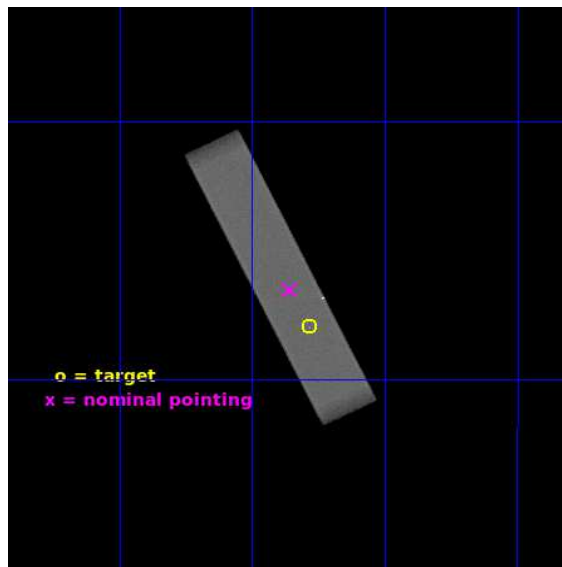 o = target
x = nominal pointing